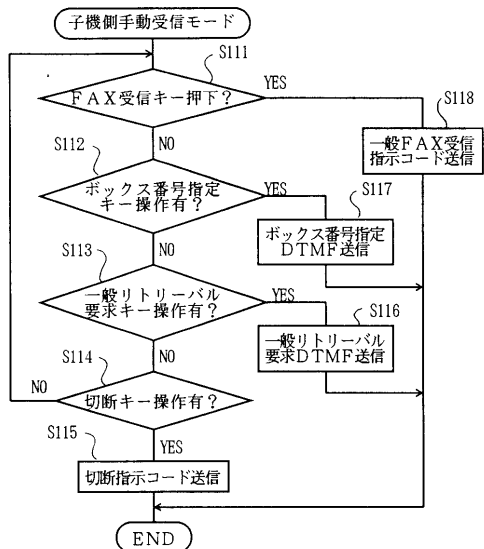 子機側手動受信モード
S111
FAX受信キー押下？
YES
NO
S118
一般FAX受信
指示コード送信
S112
ボックス番号指定
キー操作有？
YES
NO
S117
ボックス番号指定
DTMF送信
S113
一般リトリーバル
要求キー操作有？
YES
NO
S116
一般リトリーバル
要求DTMF送信
S114
切断キー操作有？
NO
YES
S115
切断指示コード送信
END